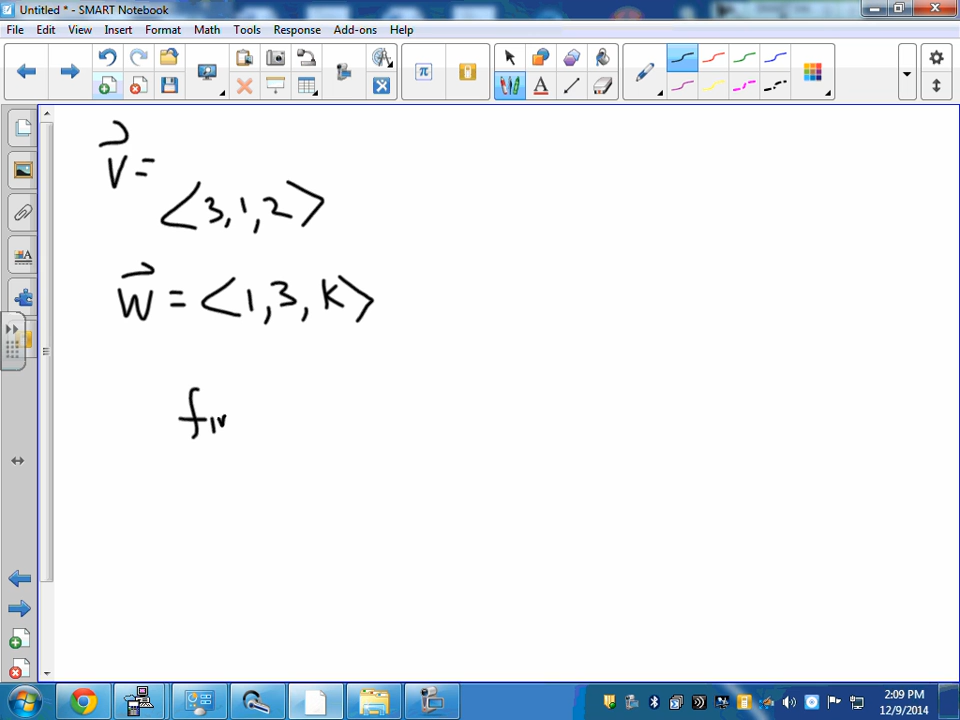 Untitled * - SMART Notebook
File Edit View Insert Format Math Tools Response Add-ons Help
v⃗ =
<3,1,2>
w⃗ = <1,3,K>
fin
2:09 PM
12/9/2014